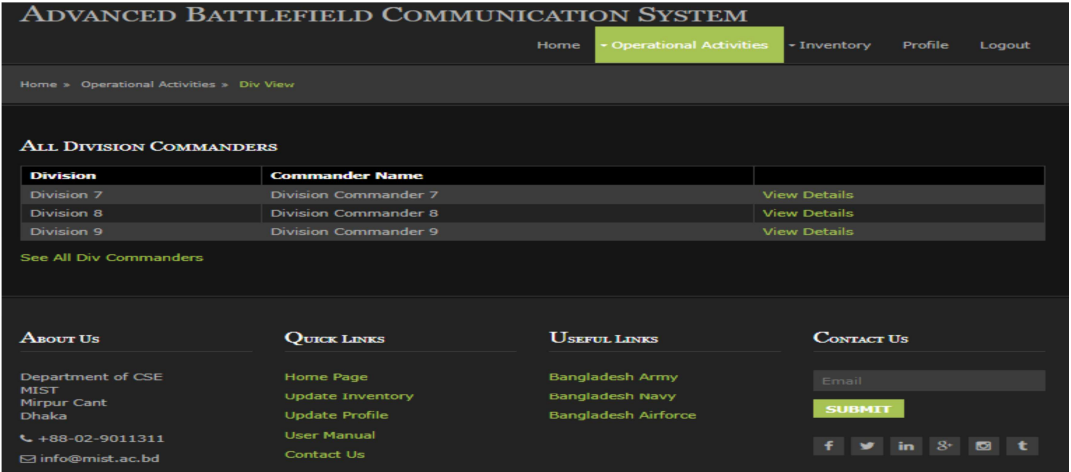 ADVANCED BATTLEFIELD COMMUNICATION SYSTEM
Home Operational Activities Inventory Profile Logout
Home » Operational Activities » Div View
ALL DIVISION COMMANDERS
Division Commander Name
Division 7 Division Commander 7 View Details
Division 8 Division Commander 8 View Details
Division 9 Division Commander 9 View Details
See All Div Commanders
ABOUT US
Department of CSE
MIST
Mirpur Cant
Dhaka
+88-02-9011311
info@mist.ac.bd
QUICK LINKS
Home Page
Update Inventory
Update Profile
User Manual
Contact Us
USEFUL LINKS
Bangladesh Army
Bangladesh Navy
Bangladesh Airforce
CONTACT US
Email
SUBMIT